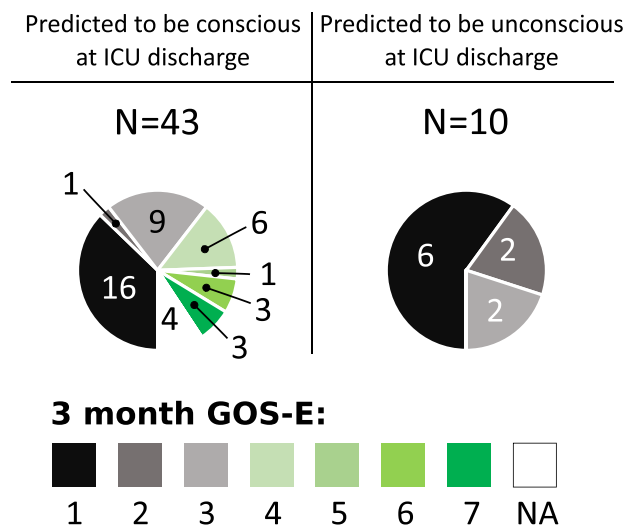 Predicted to be conscious
at ICU discharge
Predicted to be unconscious
at ICU discharge
N=43
N=10
1
9
6
16
1
3
4
3
6
2
2
3 month GOS-E:
1 2 3 4 5 6 7 NA